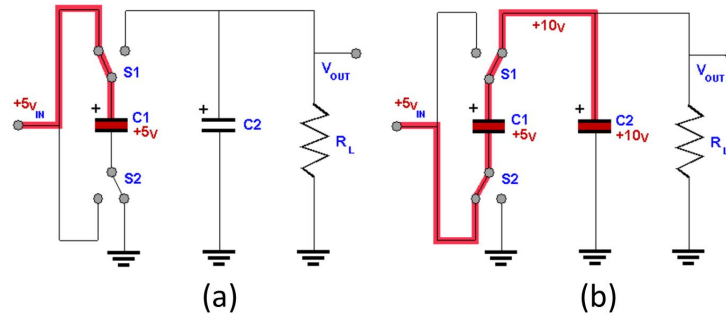 S1
V OUT
+5V IN
+
C1
+5V
+
C2
R L
S2
(a)
+10V
S1
V OUT
+5V IN
+
C1
+5V
+
C2
+10V
R L
S2
(b)